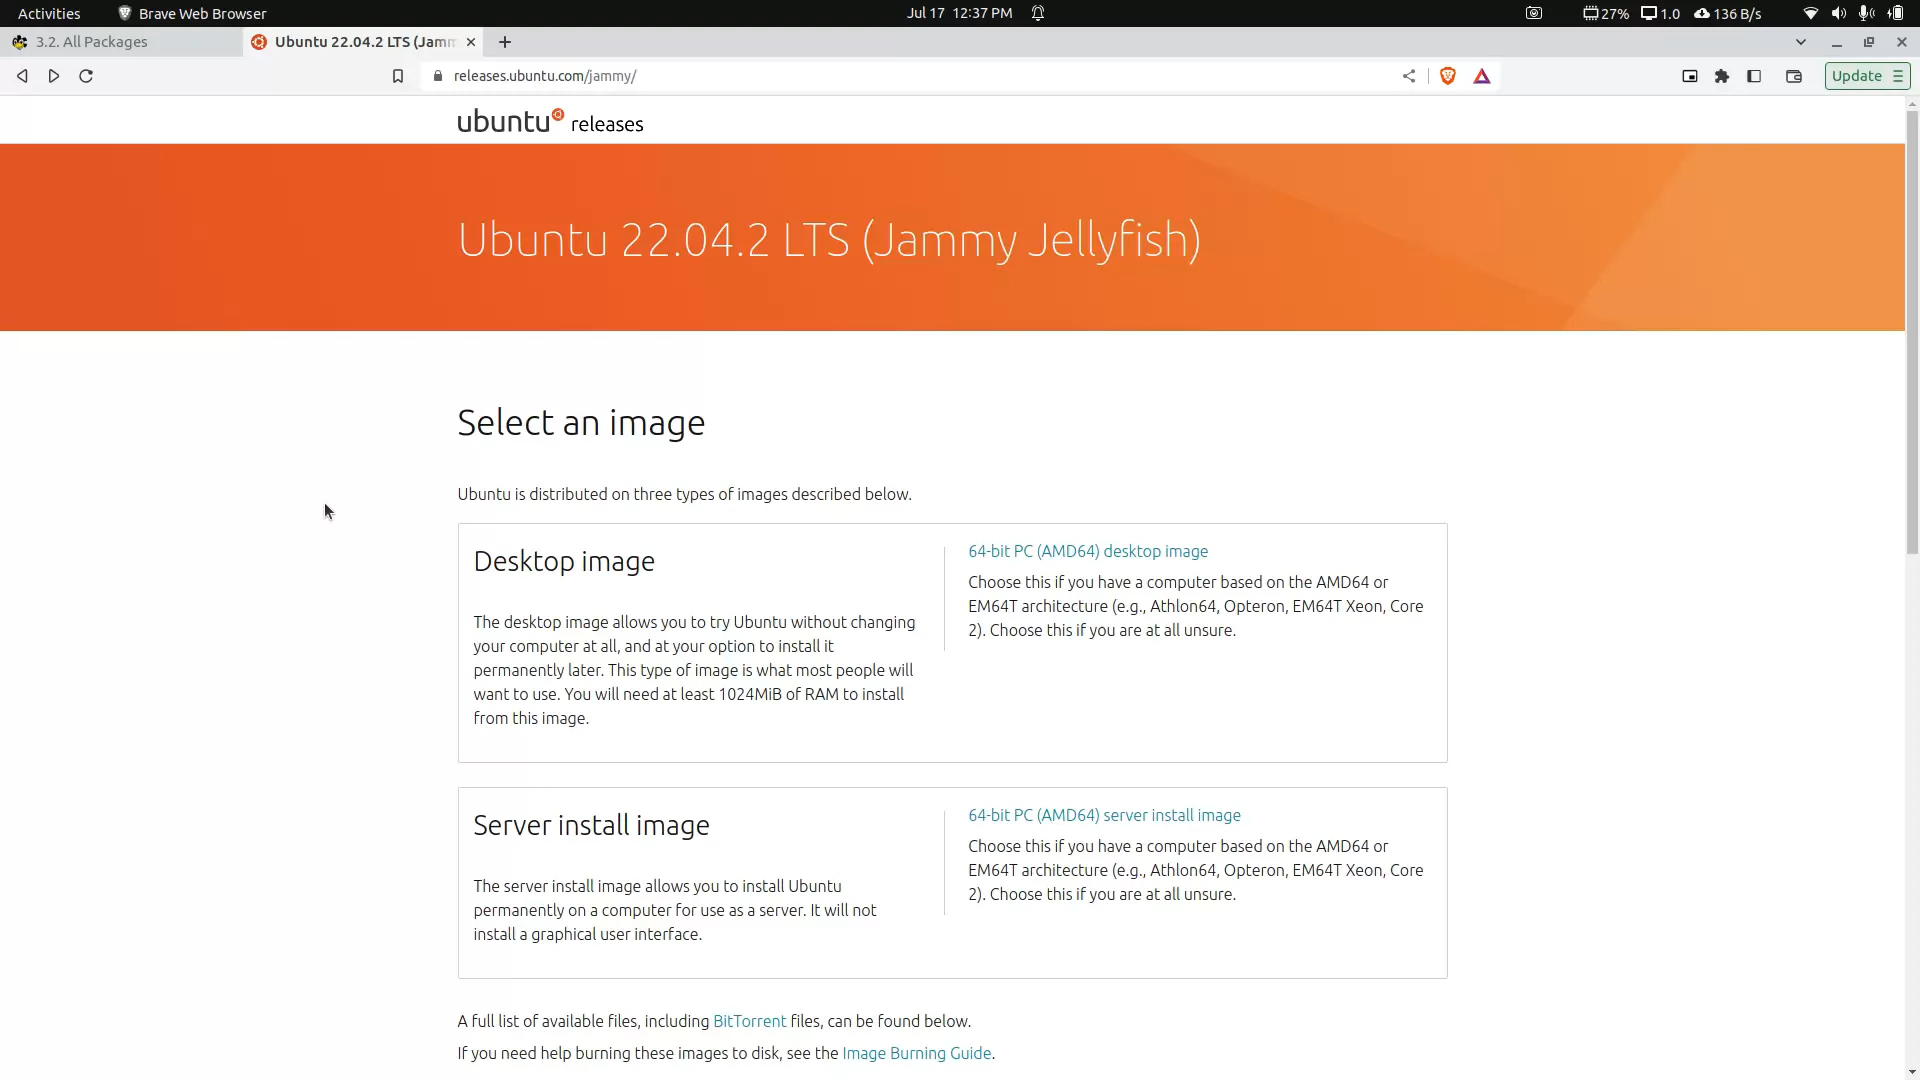 Activities
Brave Web Browser
Jul 17 12:37 PM
27%
1.0
136 B/s
3.2. All Packages
Ubuntu 22.04.2 LTS (Jamm
releases.ubuntu.com/jammy/
Update
ubuntu releases
Ubuntu 22.04.2 LTS (Jammy Jellyfish)
Select an image
Ubuntu is distributed on three types of images described below.
Desktop image
The desktop image allows you to try Ubuntu without changing
your computer at all, and at your option to install it
permanently later. This type of image is what most people will
want to use. You will need at least 1024MiB of RAM to install
from this image.
64-bit PC (AMD64) desktop image
Choose this if you have a computer based on the AMD64 or
EM64T architecture (e.g., Athlon64, Opteron, EM64T Xeon, Core
2). Choose this if you are at all unsure.
Server install image
The server install image allows you to install Ubuntu
permanently on a computer for use as a server. It will not
install a graphical user interface.
64-bit PC (AMD64) server install image
Choose this if you have a computer based on the AMD64 or
EM64T architecture (e.g., Athlon64, Opteron, EM64T Xeon, Core
2). Choose this if you are at all unsure.
A full list of available files, including BitTorrent files, can be found below.
If you need help burning these images to disk, see the Image Burning Guide.